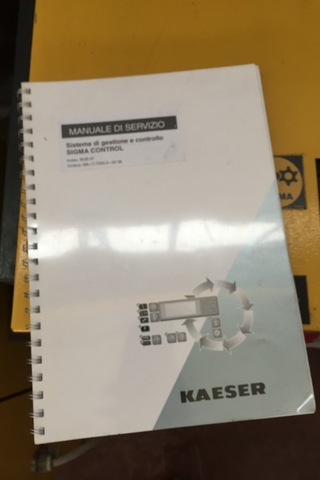 MANUALE DI SERVIZIO
Sistema di gestione e controllo
SIGMA CONTROL
KAESER